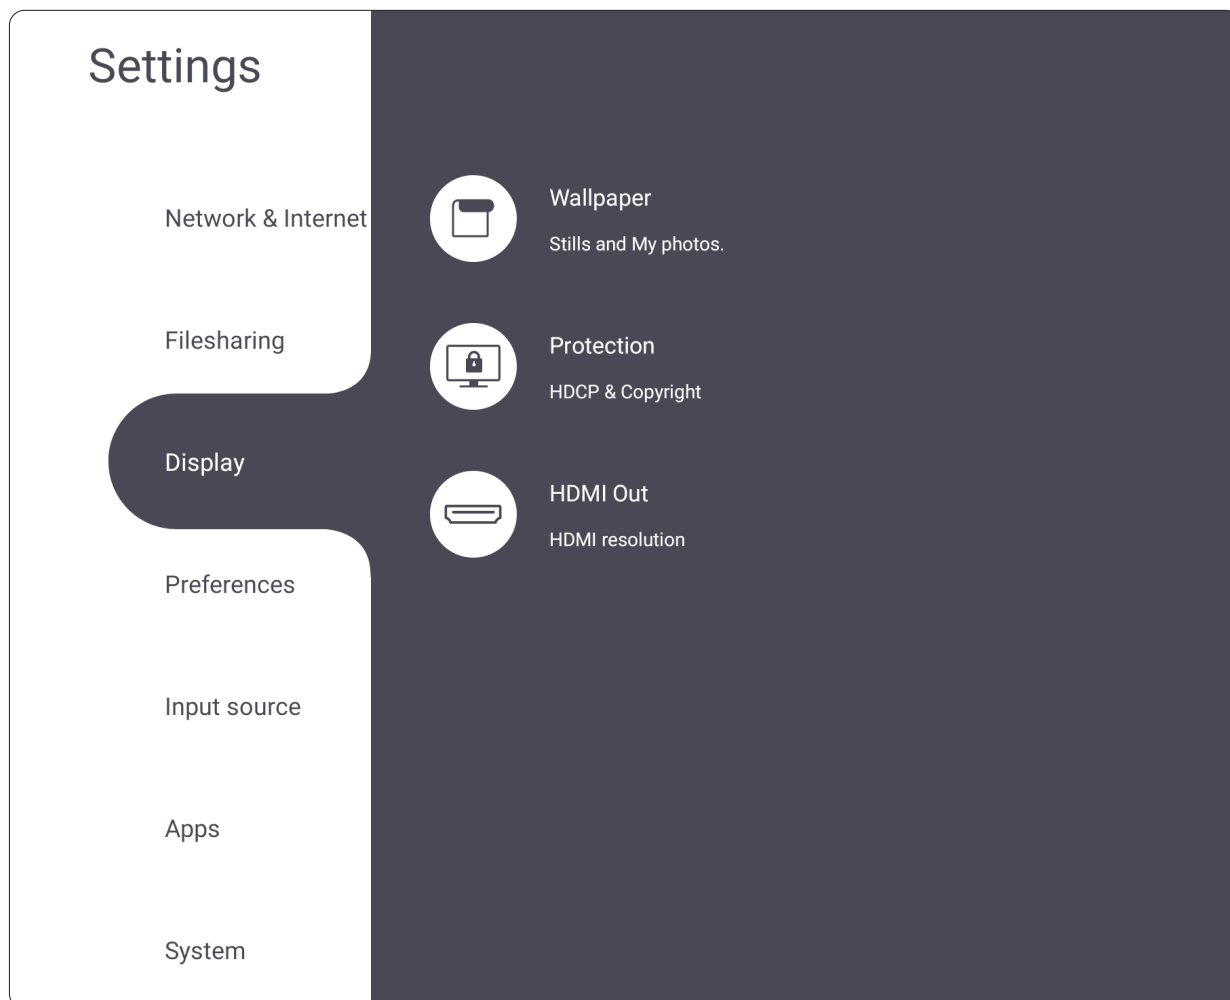 Settings
Network & Internet
Filesharing
Display
Preferences
Input source
Apps
System
Wallpaper
Stills and My photos.
Protection
HDCP & Copyright
HDMI Out
HDMI resolution